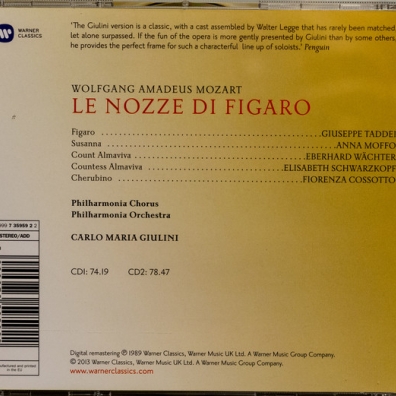 WARNER
CLASSICS
'The Giulini version is a classic, with a cast assembled by Walter Legge that has rarely been matched
let alone surpassed. If the fun of the opera is more gently presented by Giulini than by some others,
he provides the perfect frame for such a characterful line up of soloists.' Penguin
WOLFGANG AMADEUS MOZART
LE NOZZE DI FIGARO
Figaro ........ GIUSEPPE TADDEI
Susanna ........ ANNA MOFFO
Count Almaviva ........ EBERHARD WÄCHTER
Countess Almaviva ........ ELISABETH SCHWARZKOPF
Cherubino ........ FIORENZA COSSOTTO
Philharmonia Chorus
Philharmonia Orchestra
CARLO MARIA GIULINI
CD1: 74.19 CD2: 78.47
7 35959 2 2
STEREO/ADD
Digital remastering ℗ 1989 Warner Classics, Warner Music UK Ltd. A Warner Music Group Company.
© 2013 Warner Classics, Warner Music UK Ltd. A Warner Music Group Company.
www.warnerclassics.com